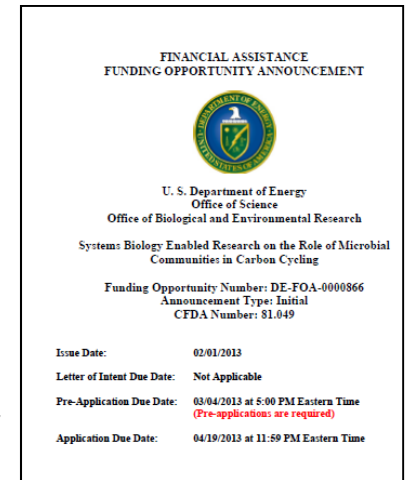 FINANCIAL ASSISTANCE
FUNDING OPPORTUNITY ANNOUNCEMENT
U. S. Department of Energy
Office of Science
Office of Biological and Environmental Research
Systems Biology Enabled Research on the Role of Microbial
Communities in Carbon Cycling
Funding Opportunity Number: DE-FOA-0000866
Announcement Type: Initial
CFDA Number: 81.049
Issue Date: 02/01/2013
Letter of Intent Due Date: Not Applicable
Pre-Application Due Date: 03/04/2013 at 5:00 PM Eastern Time
(Pre-applications are required)
Application Due Date: 04/19/2013 at 11:59 PM Eastern Time